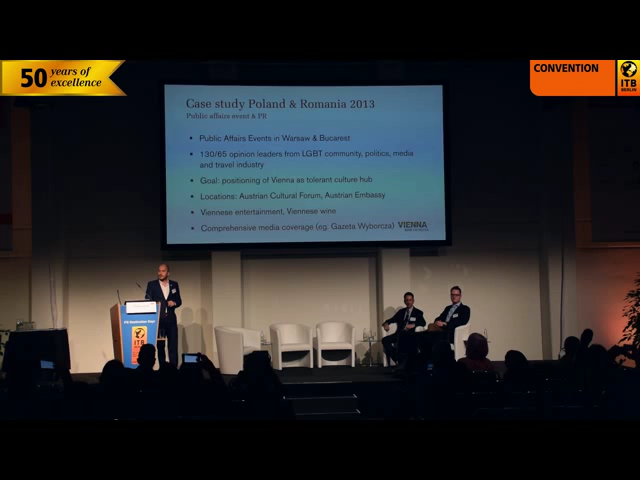 50 years of
excellence
CONVENTION
ITB
BERLIN
Case study Poland & Romania 2013
Public affairs event & PR
• Public Affairs Events in Warsaw & Bucarest
• 130/65 opinion leaders from LGBT community, politics, media
and travel industry
• Goal: positioning of Vienna as tolerant culture hub
• Locations: Austrian Cultural Forum, Austrian Embassy
• Viennese entertainment, Viennese wine
• Comprehensive media coverage (eg. Gazeta Wyborcza)
VIENNA
NOW OR NEVER
ITB